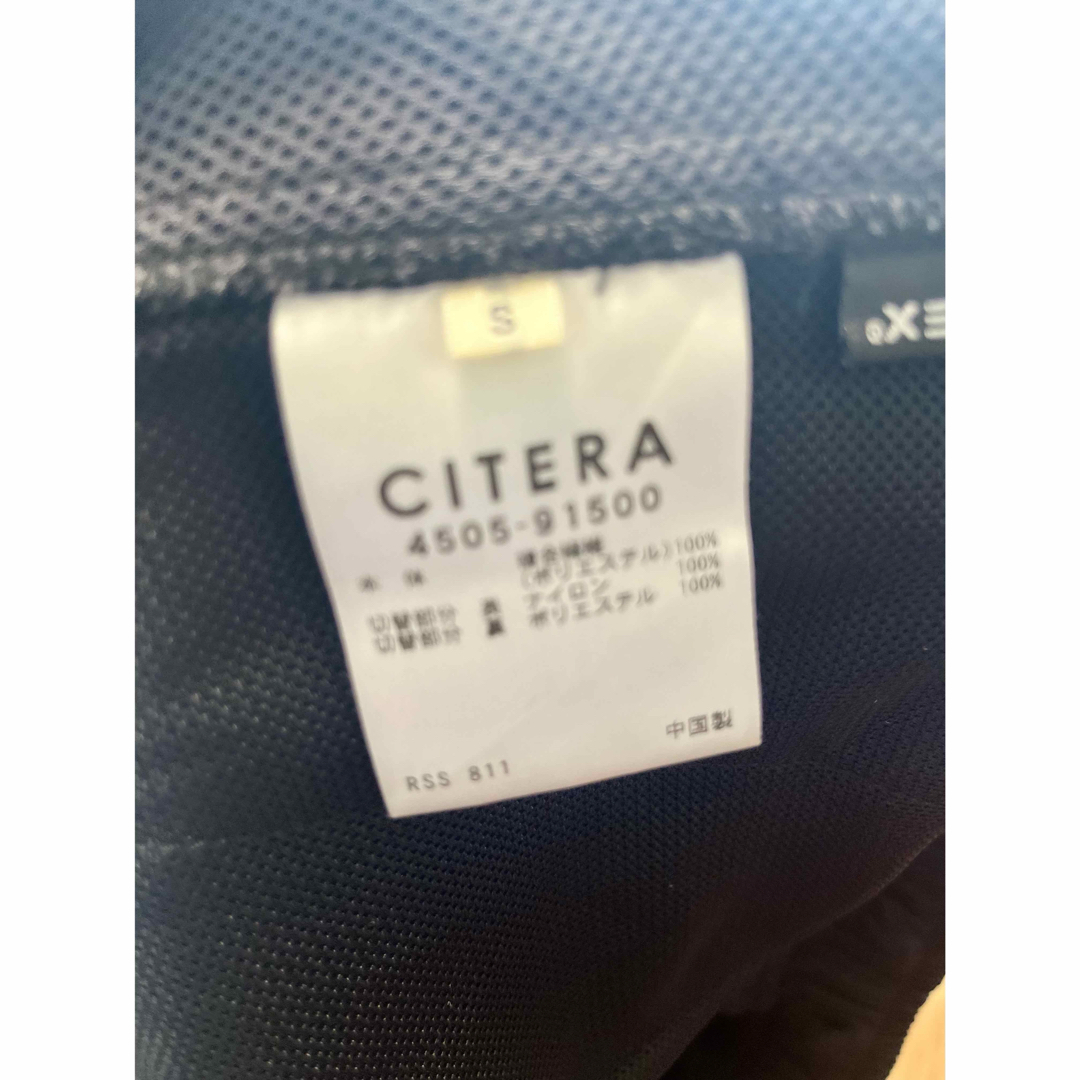 S
CITERA
4505-91500
本体 複合繊維
(ポリエステル)100%
切替部分 表 ナイロン 100%
切替部分 裏 ポリエステル 100%
中国製
RSS 811
EX